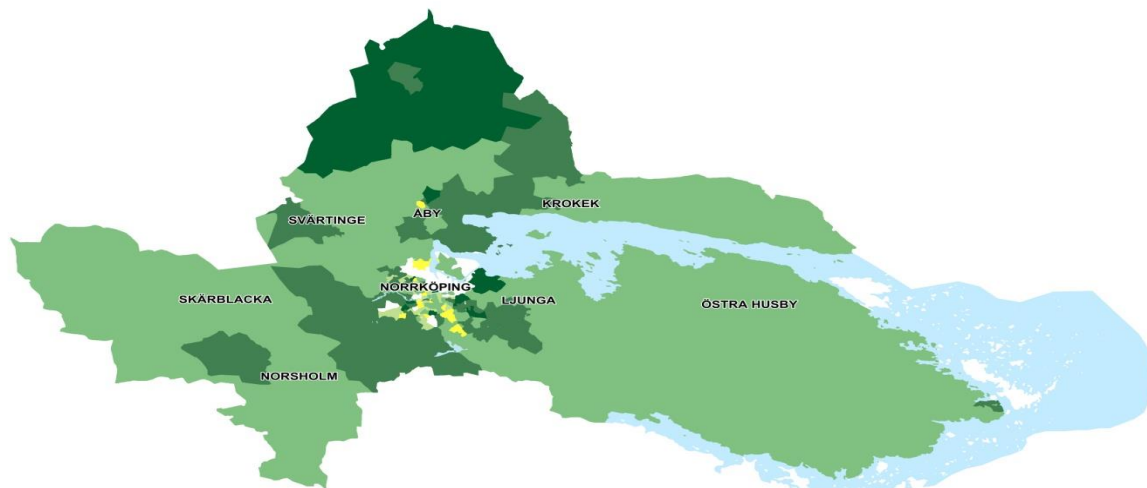 KROKEK
ÅBY
SVÄRTINGE
NORRKÖPING
SKÄRBLACKA
LJUNGA
ÖSTRA HUSBY
NORSHOLM